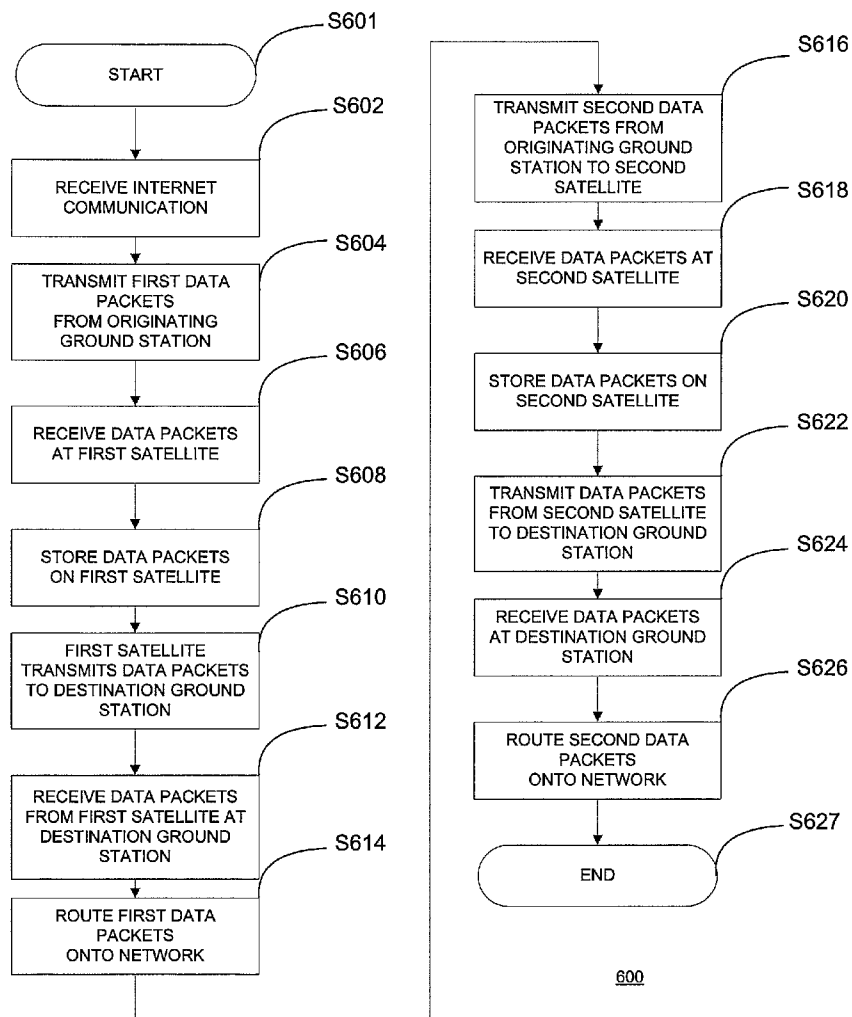 S601
START
S602
RECEIVE INTERNET
COMMUNICATION
S604
TRANSMIT FIRST DATA
PACKETS
FROM ORIGINATING
GROUND STATION
S606
RECEIVE DATA PACKETS
AT FIRST SATELLITE
S608
STORE DATA PACKETS
ON FIRST SATELLITE
S610
FIRST SATELLITE
TRANSMITS DATA PACKETS
TO DESTINATION GROUND
STATION
S612
RECEIVE DATA PACKETS
FROM FIRST SATELLITE AT
DESTINATION GROUND
STATION
S614
ROUTE FIRST DATA
PACKETS
ONTO NETWORK
S616
TRANSMIT SECOND DATA
PACKETS FROM
ORIGINATING GROUND
STATION TO SECOND
SATELLITE
S618
RECEIVE DATA PACKETS AT
SECOND SATELLITE
S620
STORE DATA PACKETS ON
SECOND SATELLITE
S622
TRANSMIT DATA PACKETS
FROM SECOND SATELLITE
TO DESTINATION GROUND
STATION
S624
RECEIVE DATA PACKETS
AT DESTINATION GROUND
STATION
S626
ROUTE SECOND DATA
PACKETS
ONTO NETWORK
S627
END
600